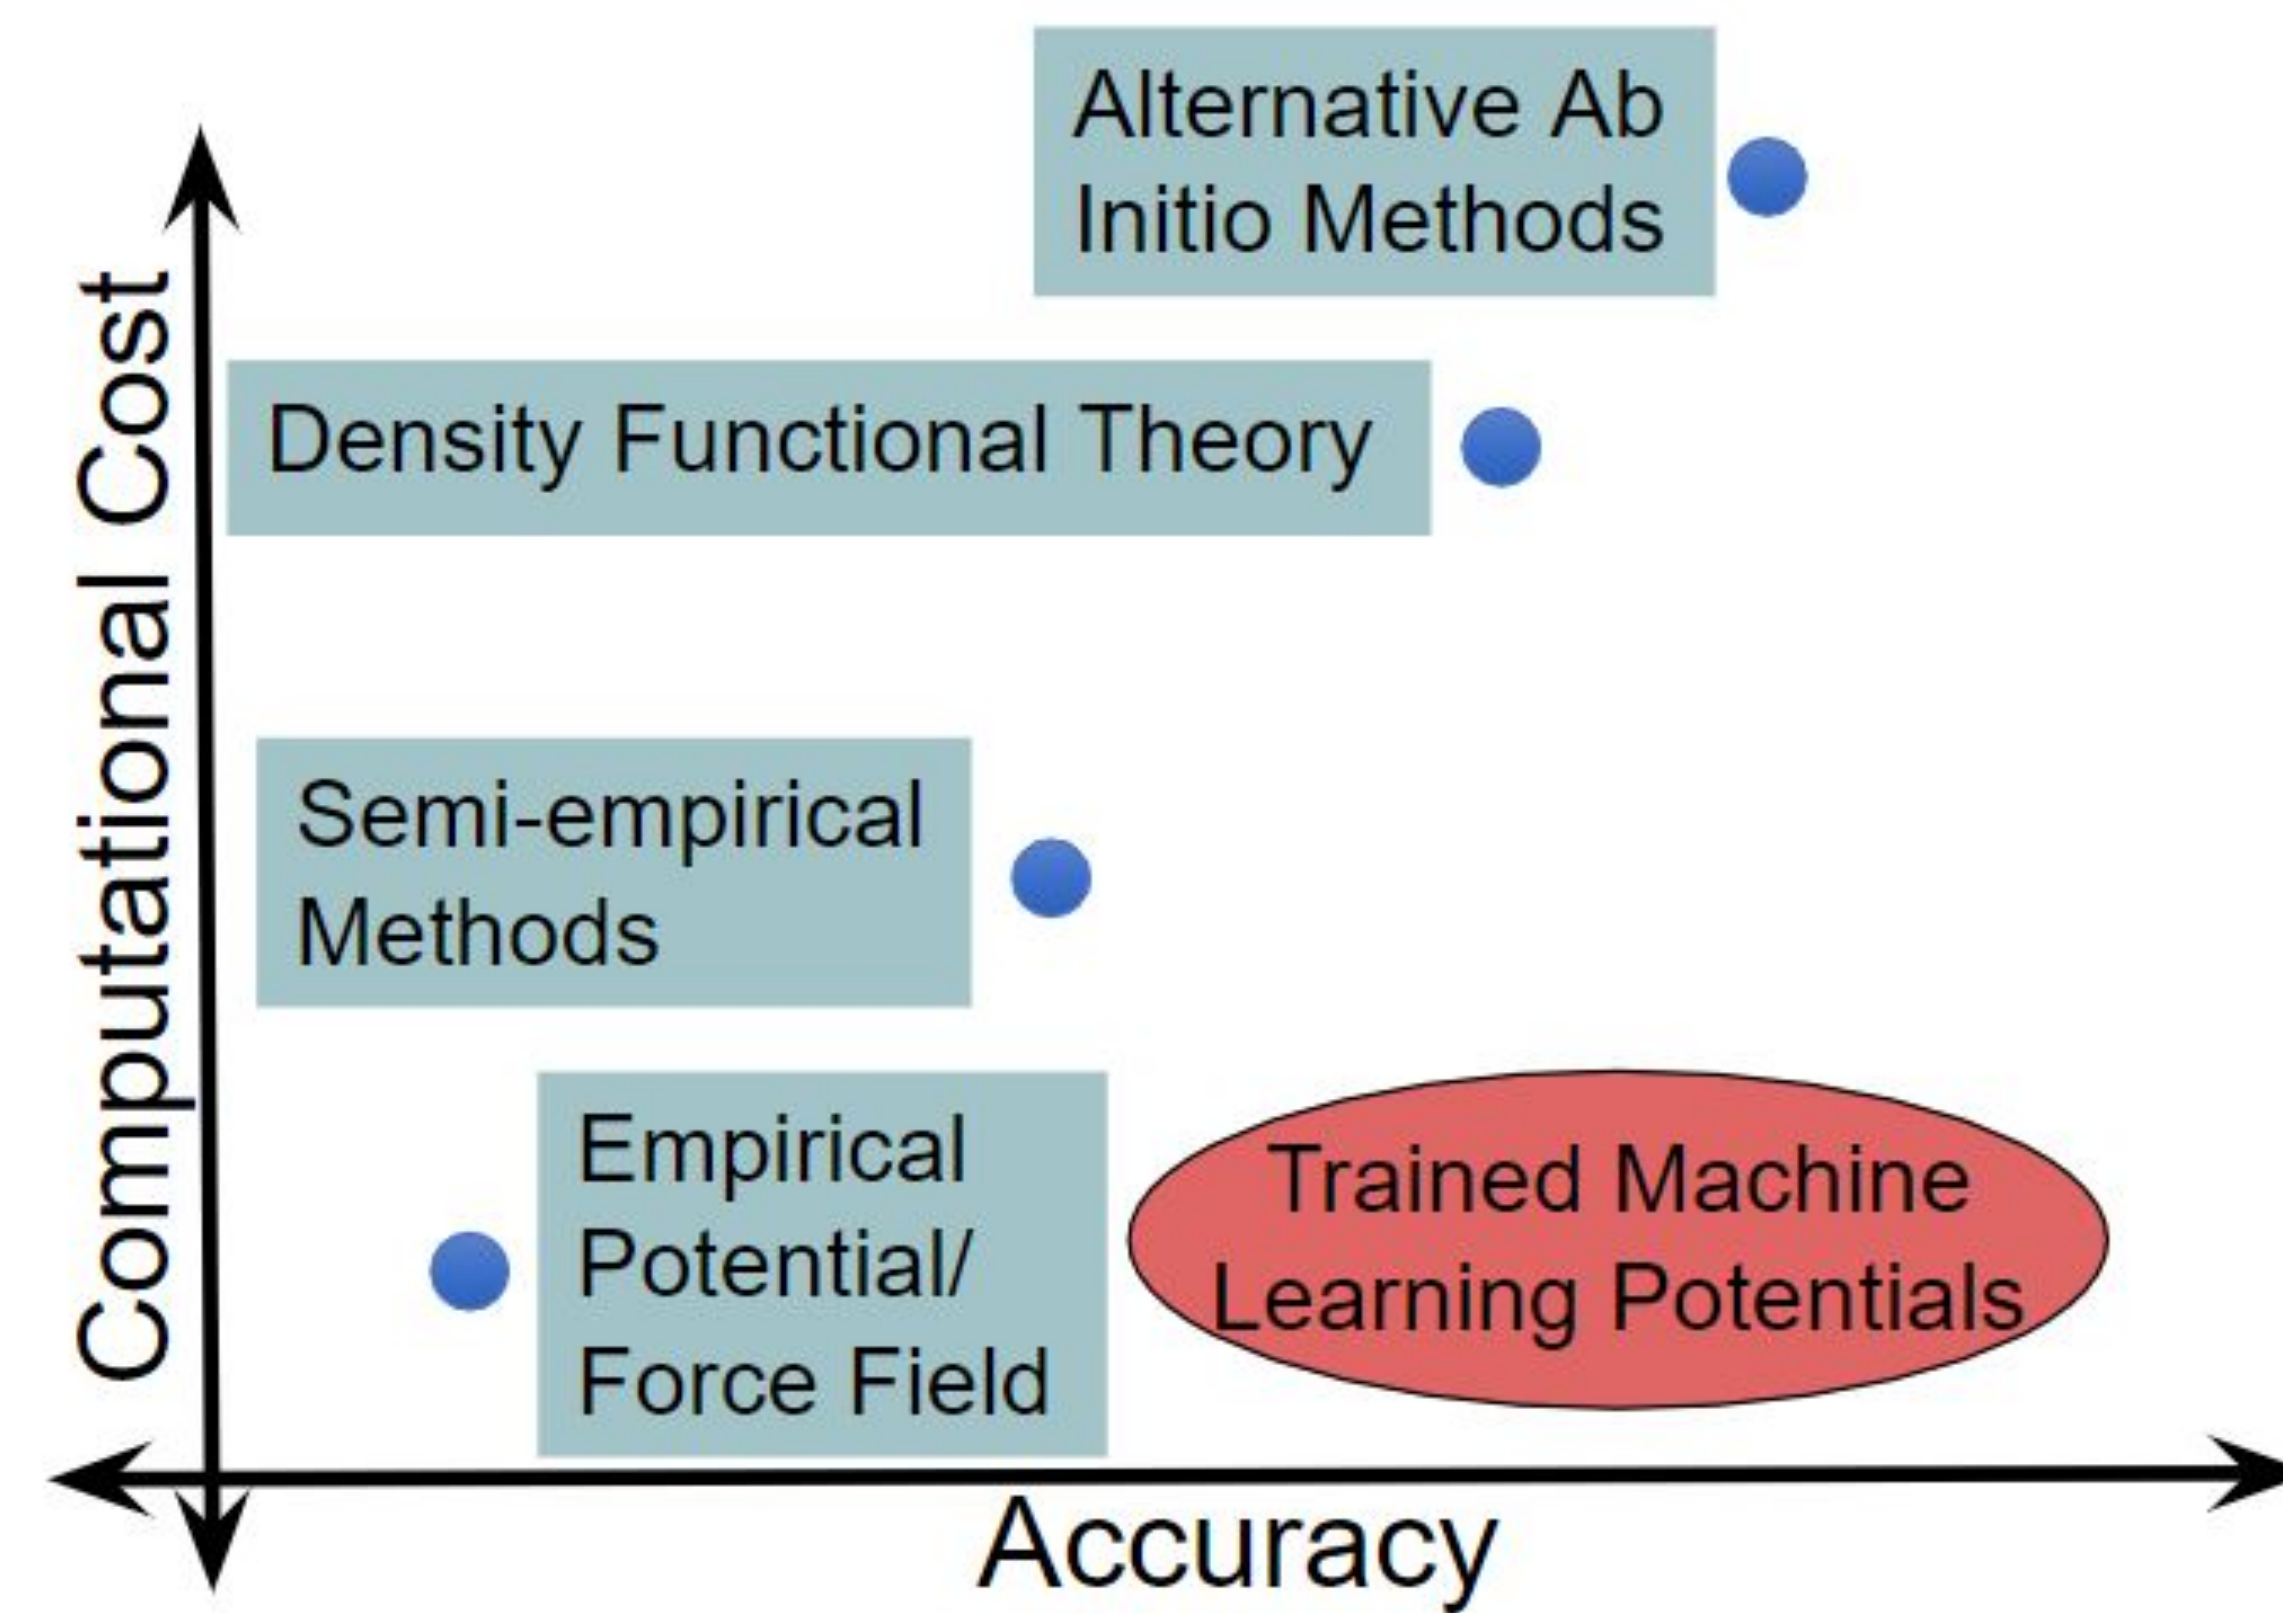 Alternative Ab
Initio Methods
Density Functional Theory
Computational Cost
Semi-empirical
Methods
Empirical
Potential/
Force Field
Trained Machine
Learning Potentials
Accuracy